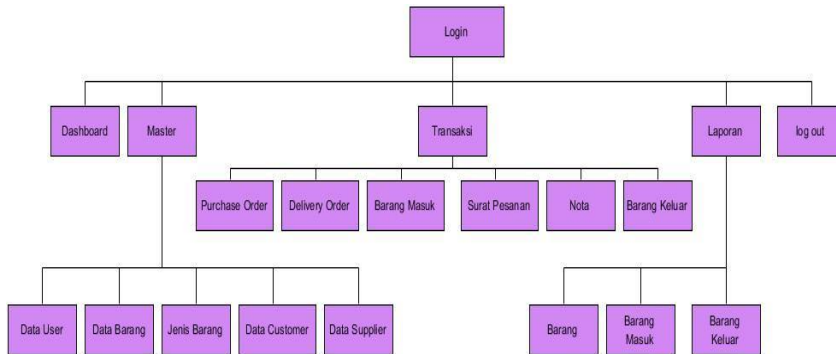 Login
Dashboard
Master
Transaksi
Laporan
log out
Purchase Order
Delivery Order
Barang Masuk
Surat Pesanan
Nota
Barang Keluar
Data User
Data Barang
Jenis Barang
Data Customer
Data Supplier
Barang
Barang
Masuk
Barang
Keluar